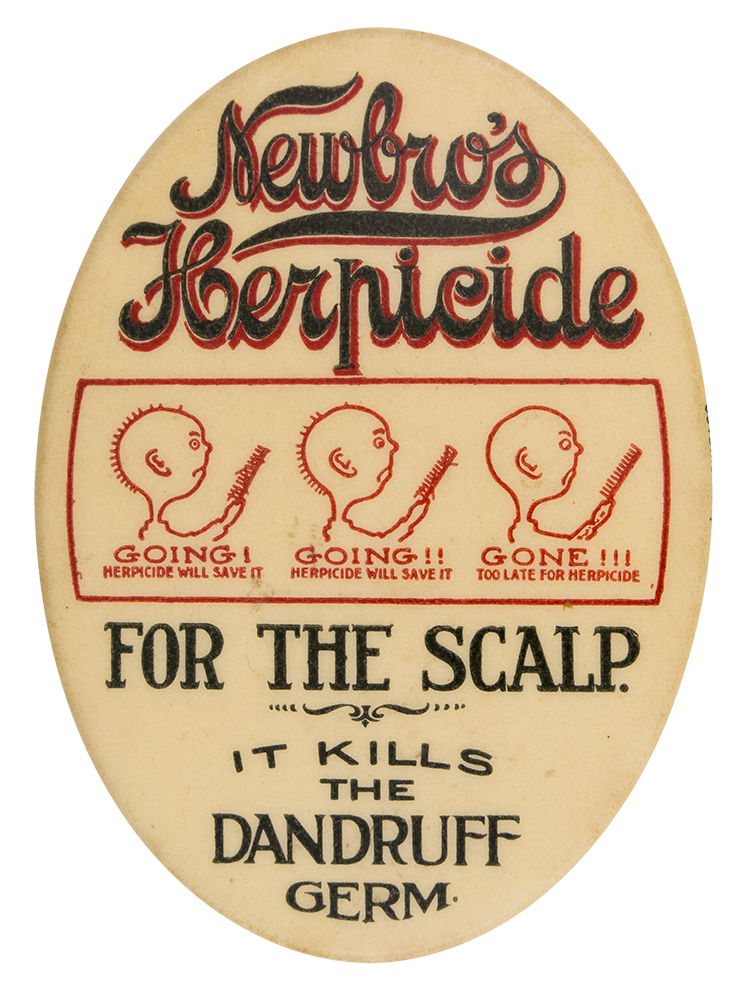 Newbro's
Herpicide
GOING! GOING!! GONE!!!
HERPICIDE WILL SAVE IT HERPICIDE WILL SAVE IT TOO LATE FOR HERPICIDE
FOR THE SCALP.
IT KILLS
THE
DANDRUFF
GERM.